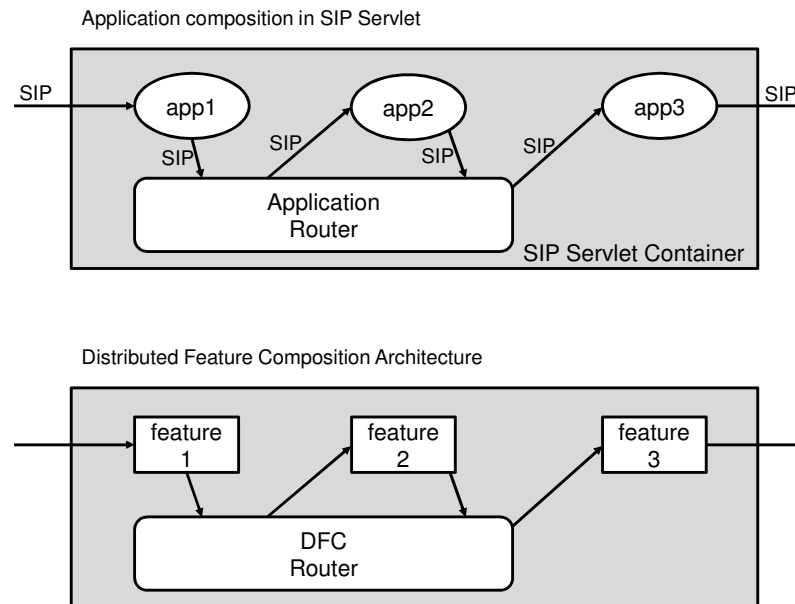 Application composition in SIP Servlet
SIP
app1
app2
app3
SIP
SIP
SIP
SIP
SIP
Application
Router
SIP Servlet Container
Distributed Feature Composition Architecture
feature
1
feature
2
feature
3
DFC
Router